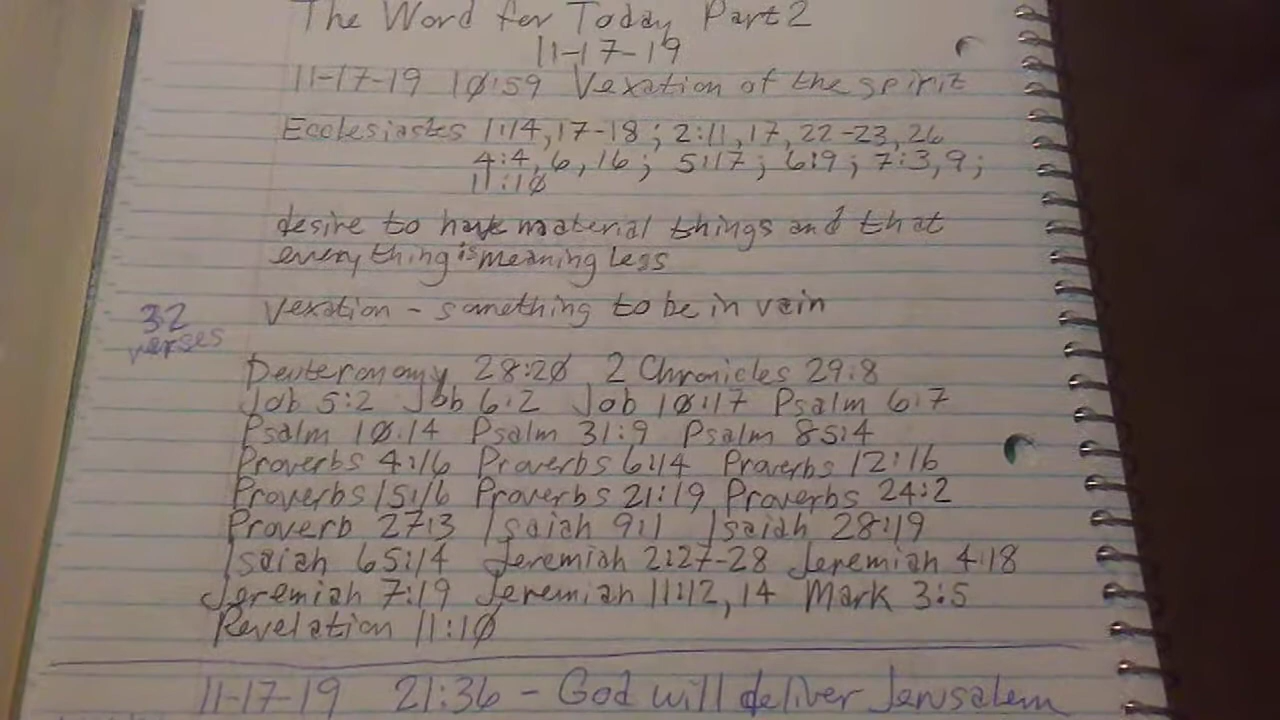 The Word for Today Part 2
11-17-19
11-17-19 10:59 Vexation of the spirit
Ecclesiastes 1:14, 17-18; 2:11, 17, 22-23, 26
4:4, 6, 16; 5:17; 6:9; 7:3, 9;
11:10
desire to have material things and that
everything is meaning less
32
verses
Vexation - something to be in vain
Deuteronomy 28:20 2 Chronicles 29:8
Job 5:2 Job 6:2 Job 10:17 Psalm 6:7
Psalm 10:14 Psalm 31:9 Psalm 85:4
Proverbs 4:16 Proverbs 6:14 Proverbs 12:16
Proverbs 15:16 Proverbs 21:19 Proverbs 24:2
Proverb 27:3 Isaiah 9:1 Isaiah 28:19
Isaiah 65:14 Jeremiah 2:27-28 Jeremiah 4:18
Jeremiah 7:19 Jeremiah 11:12, 14 Mark 3:5
Revelation 11:10
11-17-19 21:36 - God will deliver Jerusalem